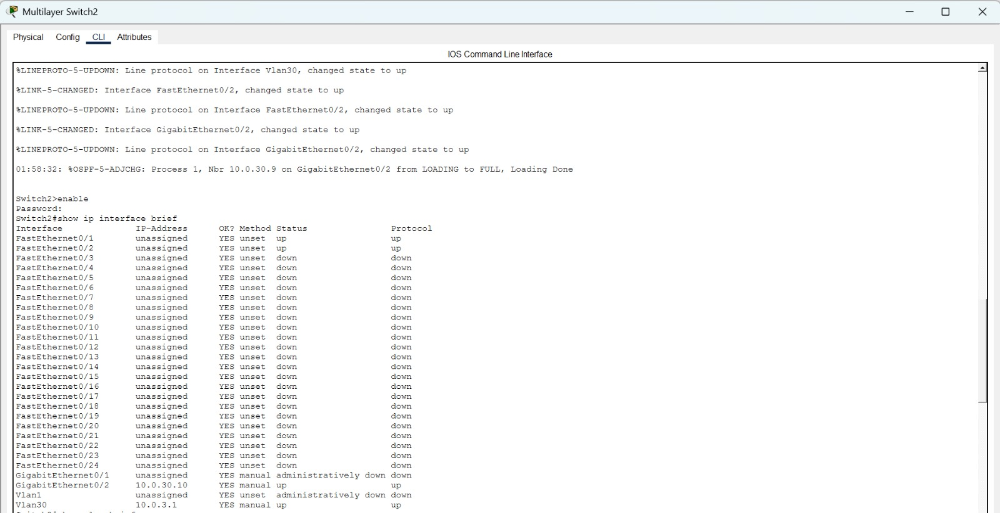 Multilayer Switch2
Physical Config CLI Attributes
IOS Command Line Interface
%LINEPROTO-5-UPDOWN: Line protocol on Interface Vlan30, changed state to up
%LINK-5-CHANGED: Interface FastEthernet0/2, changed state to up
%LINEPROTO-5-UPDOWN: Line protocol on Interface FastEthernet0/2, changed state to up
%LINK-5-CHANGED: Interface GigabitEthernet0/2, changed state to up
%LINEPROTO-5-UPDOWN: Line protocol on Interface GigabitEthernet0/2, changed state to up
01:58:32: %OSPF-5-ADJCHG: Process 1, Nbr 10.0.30.9 on GigabitEthernet0/2 from LOADING to FULL, Loading Done
Switch2>enable
Password:
Switch2#show ip interface brief
Interface IP-Address OK? Method Status Protocol
FastEthernet0/1 unassigned YES unset up up
FastEthernet0/2 unassigned YES unset up up
FastEthernet0/3 unassigned YES unset down down
FastEthernet0/4 unassigned YES unset down down
FastEthernet0/5 unassigned YES unset down down
FastEthernet0/6 unassigned YES unset down down
FastEthernet0/7 unassigned YES unset down down
FastEthernet0/8 unassigned YES unset down down
FastEthernet0/9 unassigned YES unset down down
FastEthernet0/10 unassigned YES unset down down
FastEthernet0/11 unassigned YES unset down down
FastEthernet0/12 unassigned YES unset down down
FastEthernet0/13 unassigned YES unset down down
FastEthernet0/14 unassigned YES unset down down
FastEthernet0/15 unassigned YES unset down down
FastEthernet0/16 unassigned YES unset down down
FastEthernet0/17 unassigned YES unset down down
FastEthernet0/18 unassigned YES unset down down
FastEthernet0/19 unassigned YES unset down down
FastEthernet0/20 unassigned YES unset down down
FastEthernet0/21 unassigned YES unset down down
FastEthernet0/22 unassigned YES unset down down
FastEthernet0/23 unassigned YES unset down down
FastEthernet0/24 unassigned YES unset down down
GigabitEthernet0/1 unassigned YES manual administratively down down
GigabitEthernet0/2 10.0.30.10 YES manual up up
Vlan1 unassigned YES unset administratively down down
Vlan30 10.0.3.1 YES manual up up